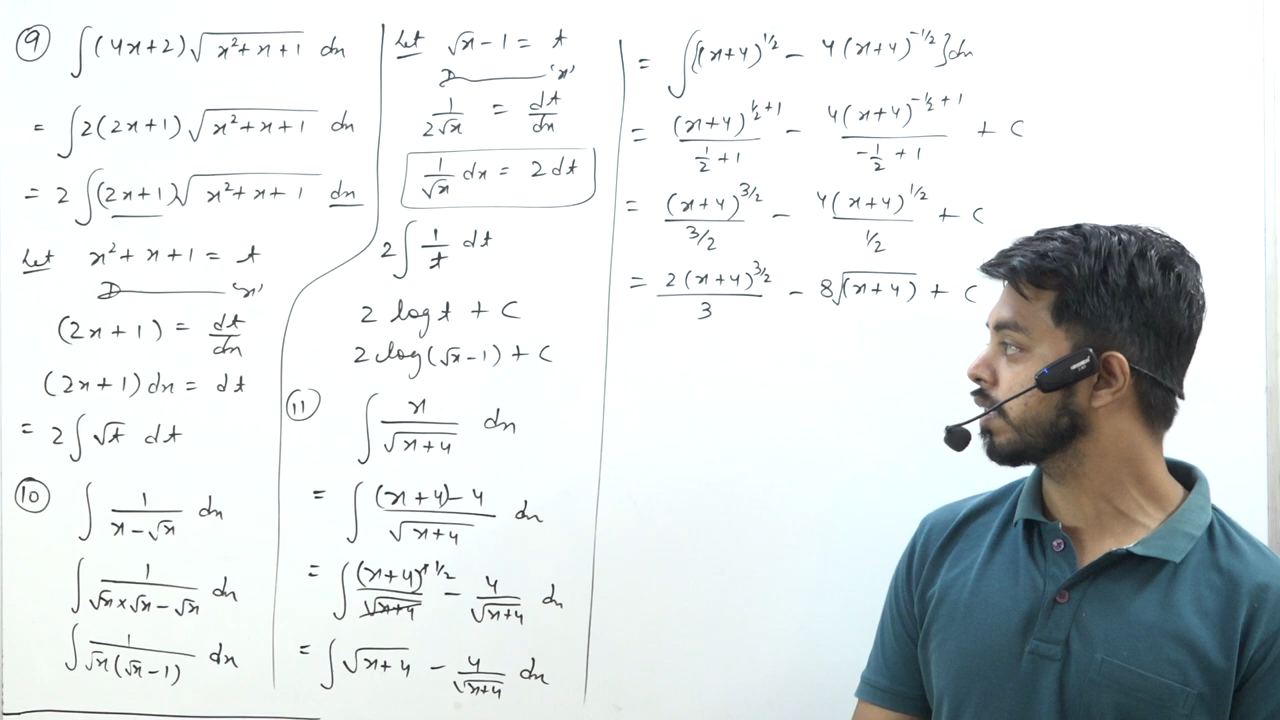 ⑨ ∫(4x+2)√(x²+x+1) dx
= ∫2(2x+1)√(x²+x+1) dx
= 2∫(2x+1)√(x²+x+1) dx
Let x²+x+1 = t
D 'x'
(2x+1) = dt/dx
(2x+1)dx = dt
= 2∫√t dt
⑩ ∫ 1/(x-√x) dx
∫ 1/(√x×√x-√x) dx
∫ 1/(√x(√x-1)) dx
Let √x-1 = t
D 'x'
1/(2√x) = dt/dx
1/√x dx = 2dt
2∫ 1/t dt
2 log t + C
2 log(√x-1) + C
⑪ ∫ x/√(x+4) dx
= ∫ ((x+4)-4)/√(x+4) dx
= ∫ (x+4)^1/2/√(x+4) - 4/√(x+4) dx
= ∫ √(x+4) - 4/√(x+4) dx
= ∫{(x+4)^1/2 - 4(x+4)^-1/2}dx
= (x+4)^(1/2+1)/(1/2+1) - 4(x+4)^(-1/2+1)/(-1/2+1) + C
= (x+4)^3/2/(3/2) - 4(x+4)^1/2/(1/2) + C
= 2(x+4)^3/2/3 - 8√(x+4) + C